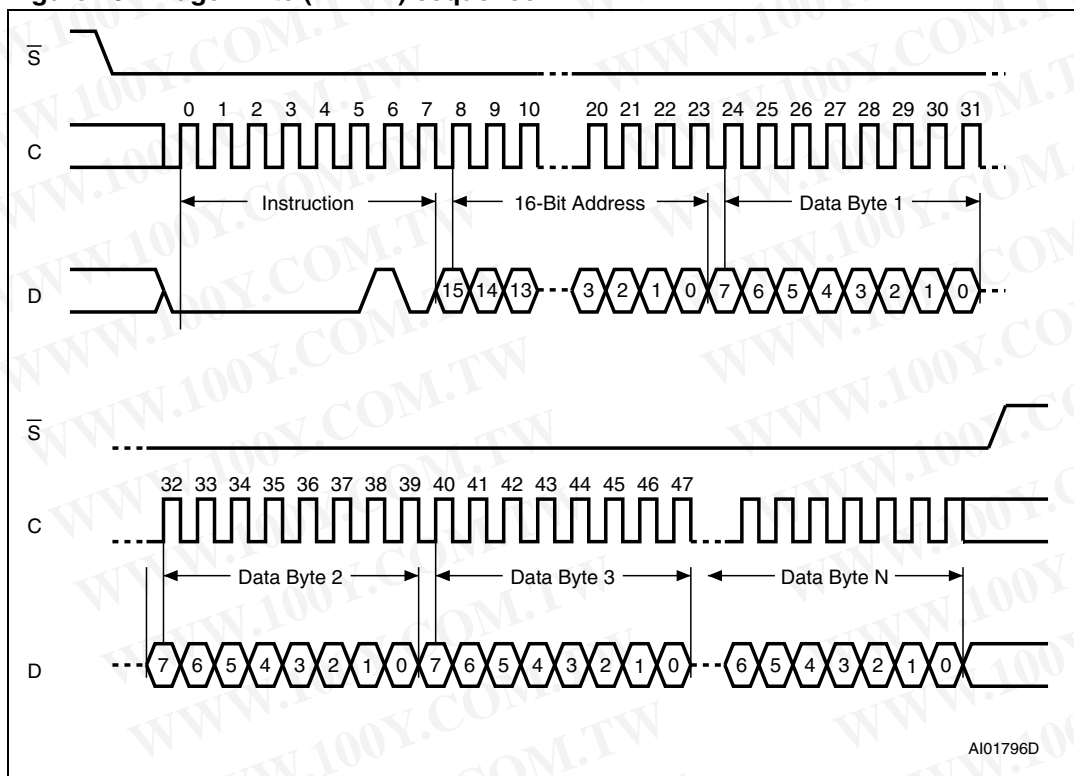 S
0 1 2 3 4 5 6 7 8 9 10 20 21 22 23 24 25 26 27 28 29 30 31
C
Instruction 16-Bit Address Data Byte 1
D 15 14 13 3 2 1 0 7 6 5 4 3 2 1 0
S
32 33 34 35 36 37 38 39 40 41 42 43 44 45 46 47
C
Data Byte 2 Data Byte 3 Data Byte N
D 7 6 5 4 3 2 1 0 7 6 5 4 3 2 1 0 6 5 4 3 2 1 0
AI01796D
WWW.100Y.COM.TW